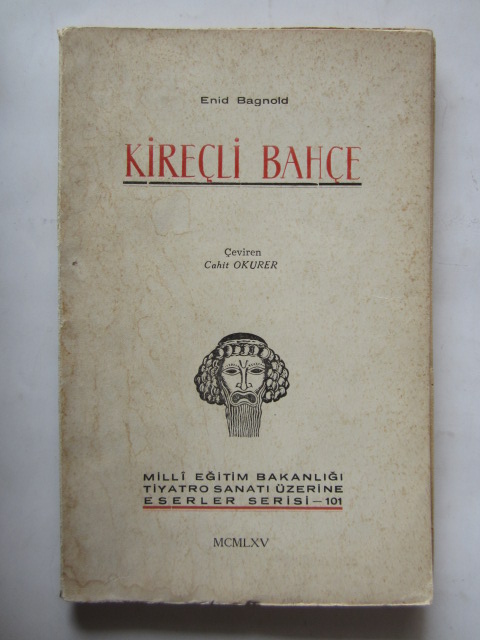 Enid Bagnold
KİREÇLİ BAHÇE
Çeviren
Cahit OKURER
MİLLÎ EĞİTİM BAKANLIĞI
TİYATRO SANATI ÜZERİNE
ESERLER SERİSİ—101
MCMLXV